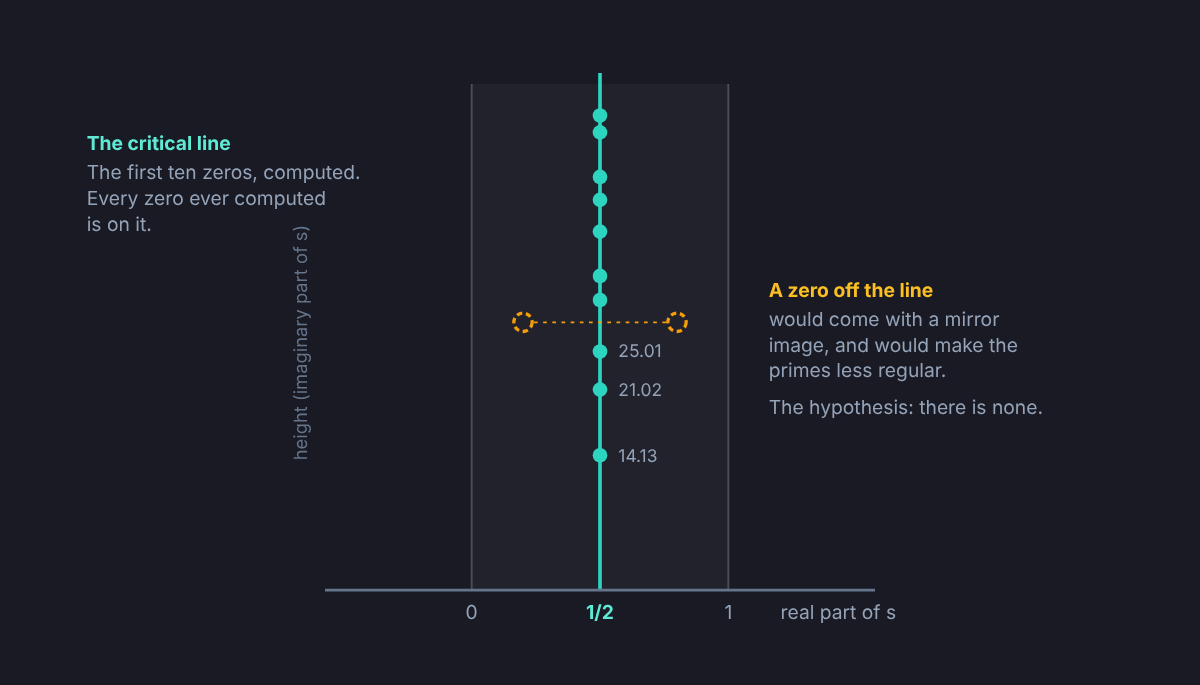 The critical line
The first ten zeros, computed.
Every zero ever computed
is on it.
height (imaginary part of s)
A zero off the line
would come with a mirror
image, and would make the
primes less regular.
The hypothesis: there is none.
25.01
21.02
14.13
0
1/2
1
real part of s